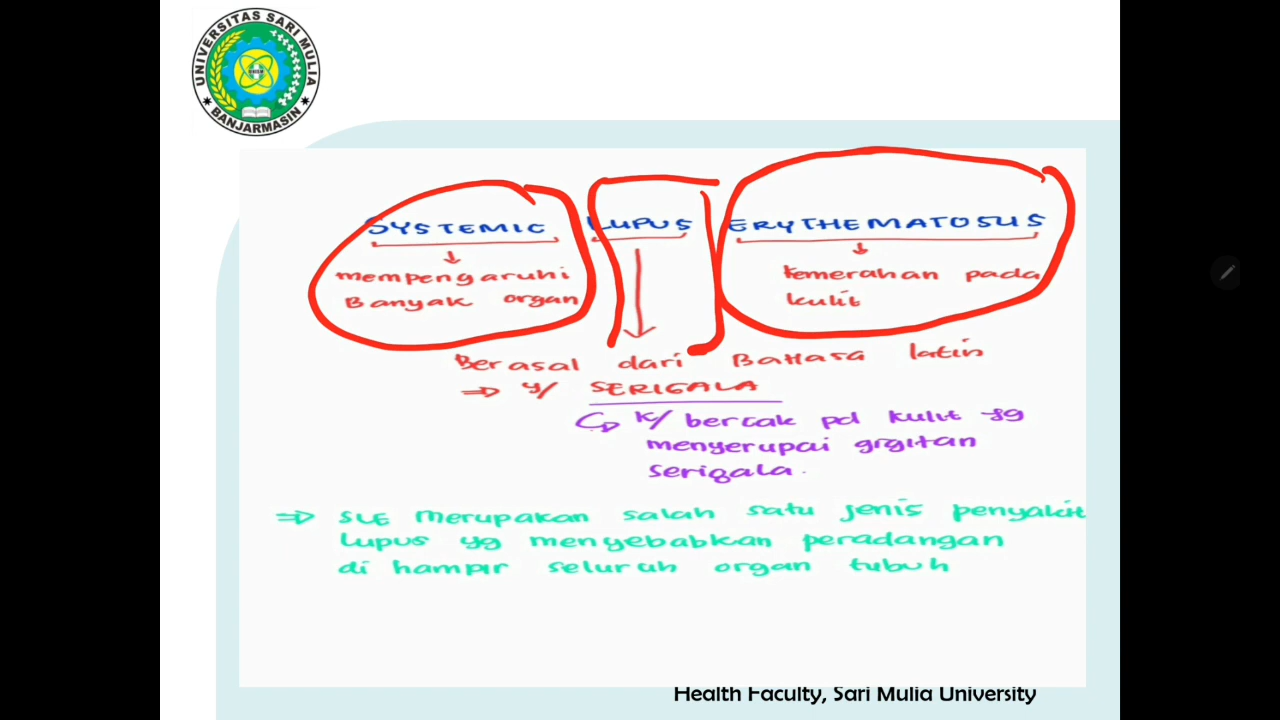 UNIVERSITAS SARI MULIA
BANJARMASIN
SYSTEMIC LUPUS ERYTHEMATOSUS
mempengaruhi
Banyak organ
kemerahan pada
kulit
Berasal dari Bahasa latin
⇒ y/ SERIGALA
K/ bercak pd kulit yg
menyerupai gigitan
serigala.
⇒ SLE merupakan salah satu jenis penyakit
lupus yg menyebabkan peradangan
di hampir seluruh organ tubuh
Health Faculty, Sari Mulia University